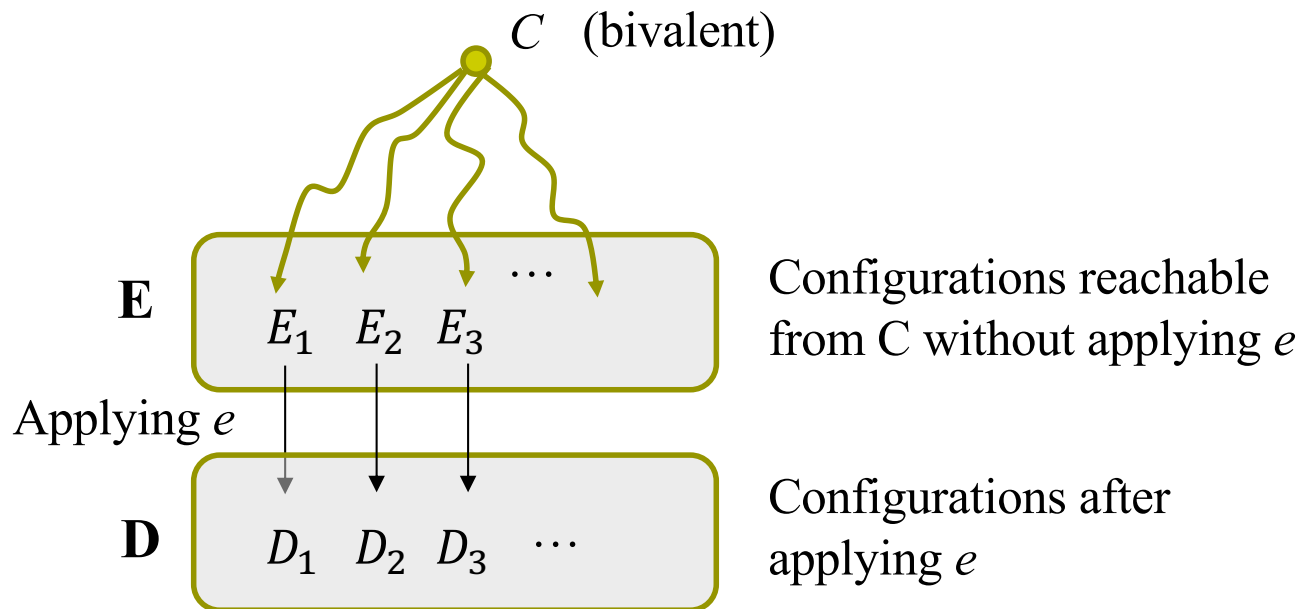 C (bivalent)
E
E₁ E₂ E₃ ⋯
Configurations reachable
from C without applying e
Applying e
D
D₁ D₂ D₃ ⋯
Configurations after
applying e